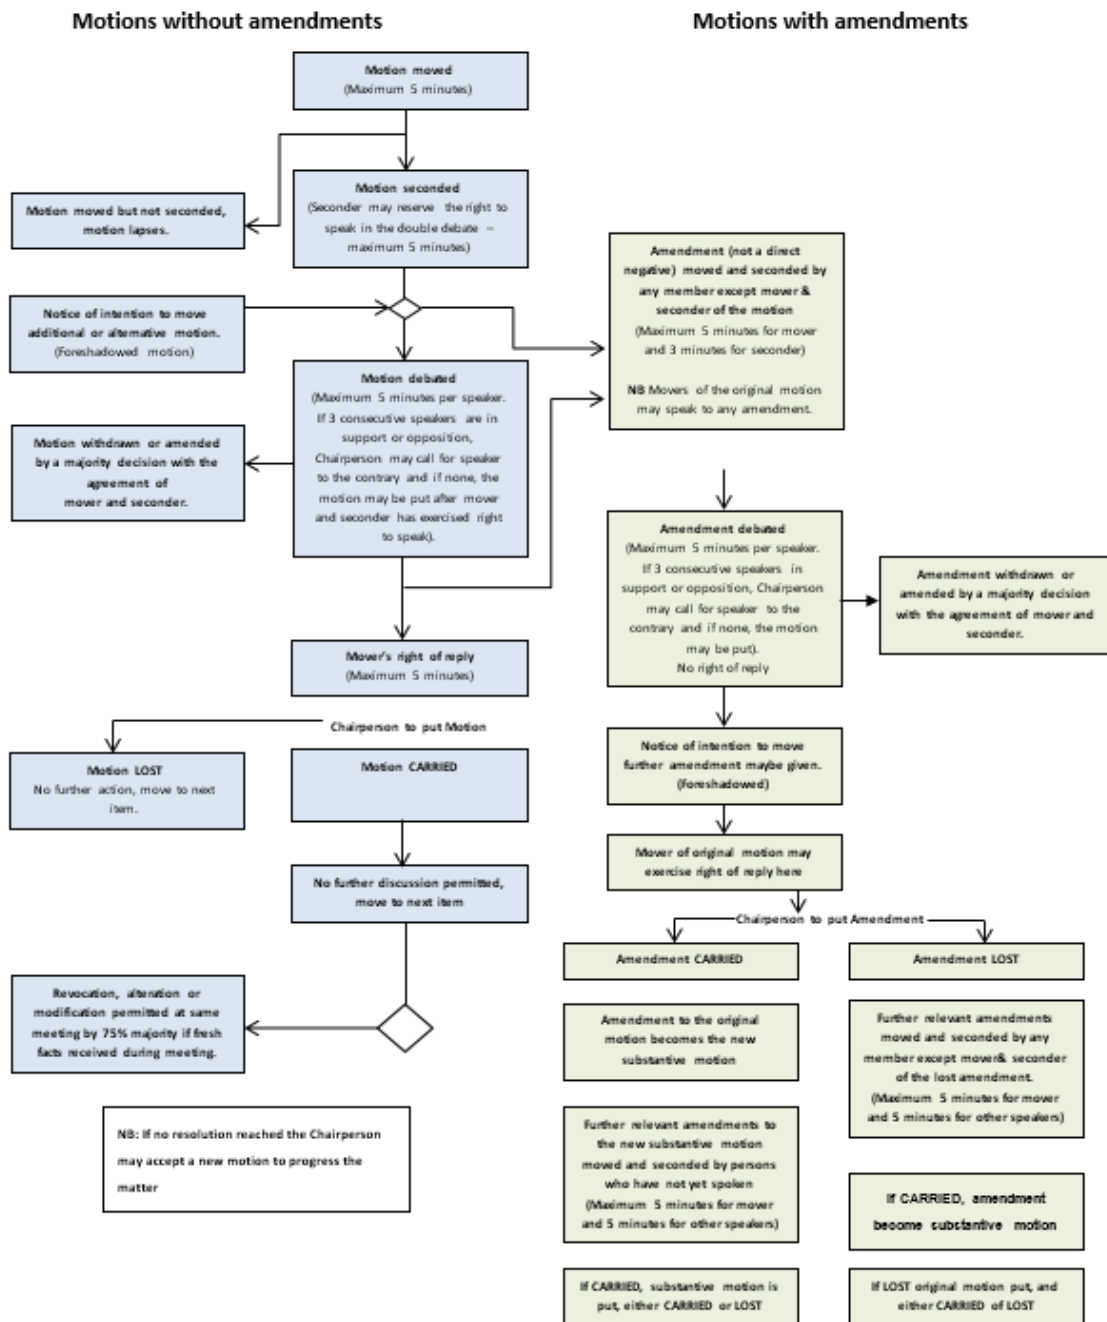 Motions without amendments
Motion moved
(Maximum 5 minutes)
Motion seconded
(Seconder may reserve the right to
speak in the double debate –
maximum 5 minutes)
Motion moved but not seconded,
motion lapses.
Notice of intention to move
additional or alternative motion.
(Foreshadowed motion)
Motion debated
(Maximum 5 minutes per speaker.
If 3 consecutive speakers are in
support or opposition,
Chairperson may call for speaker
to the contrary and if none, the
motion may be put after mover
and seconder has exercised right
to speak).
Motion withdrawn or amended
by a majority decision with the
agreement of
mover and seconder.
Mover's right of reply
(Maximum 5 minutes)
Chairperson to put Motion
Motion LOST
No further action, move to next
item.
Motion CARRIED
No further discussion permitted,
move to next item
Revocation, alteration or
modification permitted at same
meeting by 75% majority if fresh
facts received during meeting.
NB: If no resolution reached the Chairperson
may accept a new motion to progress the
matter
Motions with amendments
Amendment (not a direct
negative) moved and seconded by
any member except mover &
seconder of the motion
(Maximum 5 minutes for mover
and 3 minutes for seconder)
NB Movers of the original motion
may speak to any amendment.
Amendment debated
(Maximum 5 minutes per speaker.
If 3 consecutive speakers in
support or opposition, Chairperson
may call for speaker to the
contrary and if none, the motion
may be put).
No right of reply
Amendment withdrawn or
amended by a majority decision
with the agreement of mover and
seconder.
Notice of intention to move
further amendment maybe given.
(Foreshadowed)
Mover of original motion may
exercise right of reply here
Chairperson to put Amendment
Amendment CARRIED
Amendment to the original
motion becomes the new
substantive motion
Further relevant amendments to
the new substantive motion
moved and seconded by persons
who have not yet spoken
(Maximum 5 minutes for mover
and 5 minutes for other speakers)
If CARRIED, substantive motion is
put, either CARRIED or LOST
Amendment LOST
Further relevant amendments
moved and seconded by any
member except mover& seconder
of the lost amendment.
(Maximum 5 minutes for mover
and 5 minutes for other speakers)
If CARRIED, amendment
become substantive motion
If LOST original motion put, and
either CARRIED of LOST